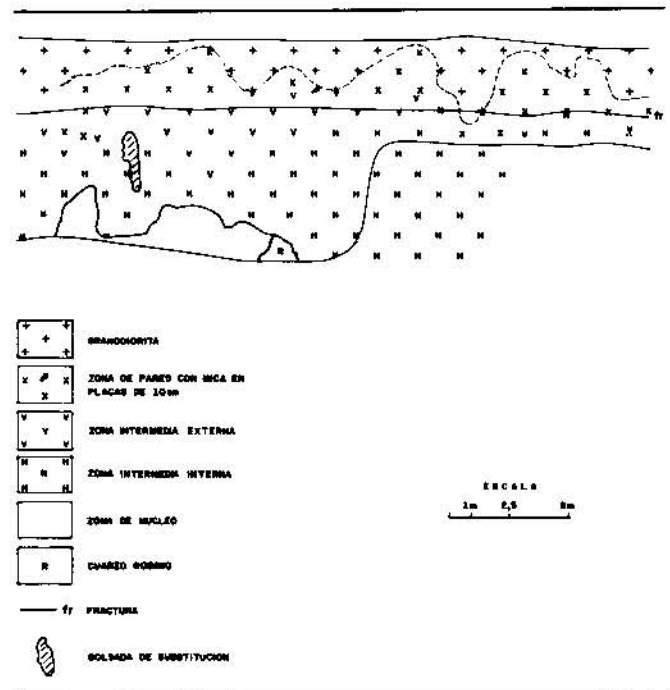 fr
GRANODIORITA
ZONA DE PARED CON MICA EN
PLACAS DE 10cm
ZONA INTERMEDIA EXTERNA
ZONA INTERMEDIA INTERNA
ZONA DE NUCLEO
CUARZO ROSADO
fr FRACTURA
BOLSADA DE SUBSTITUCION
ESCALA
1m 2,5 5m